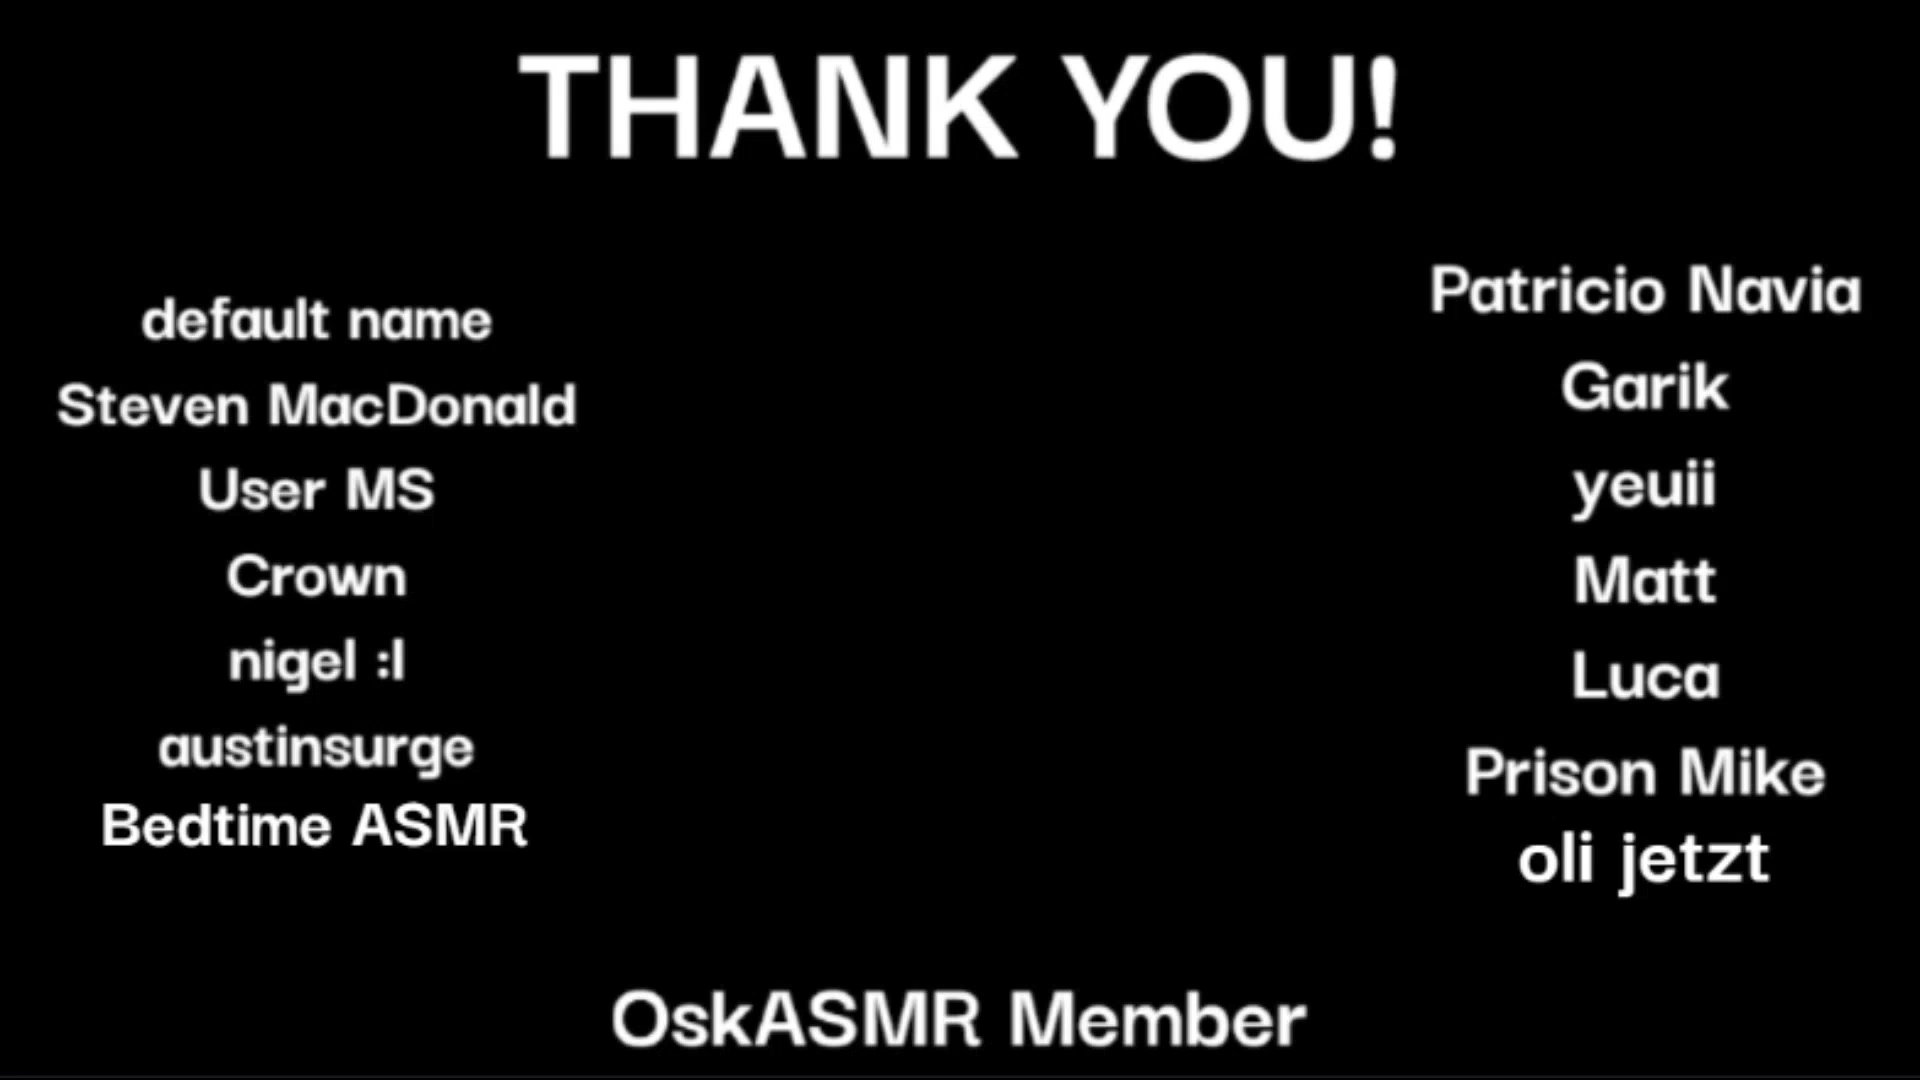 THANK YOU!
default name
Steven MacDonald
User MS
Crown
nigel :l
austinsurge
Bedtime ASMR
Patricio Navia
Garik
yeuii
Matt
Luca
Prison Mike
oli jetzt
OskASMR Member